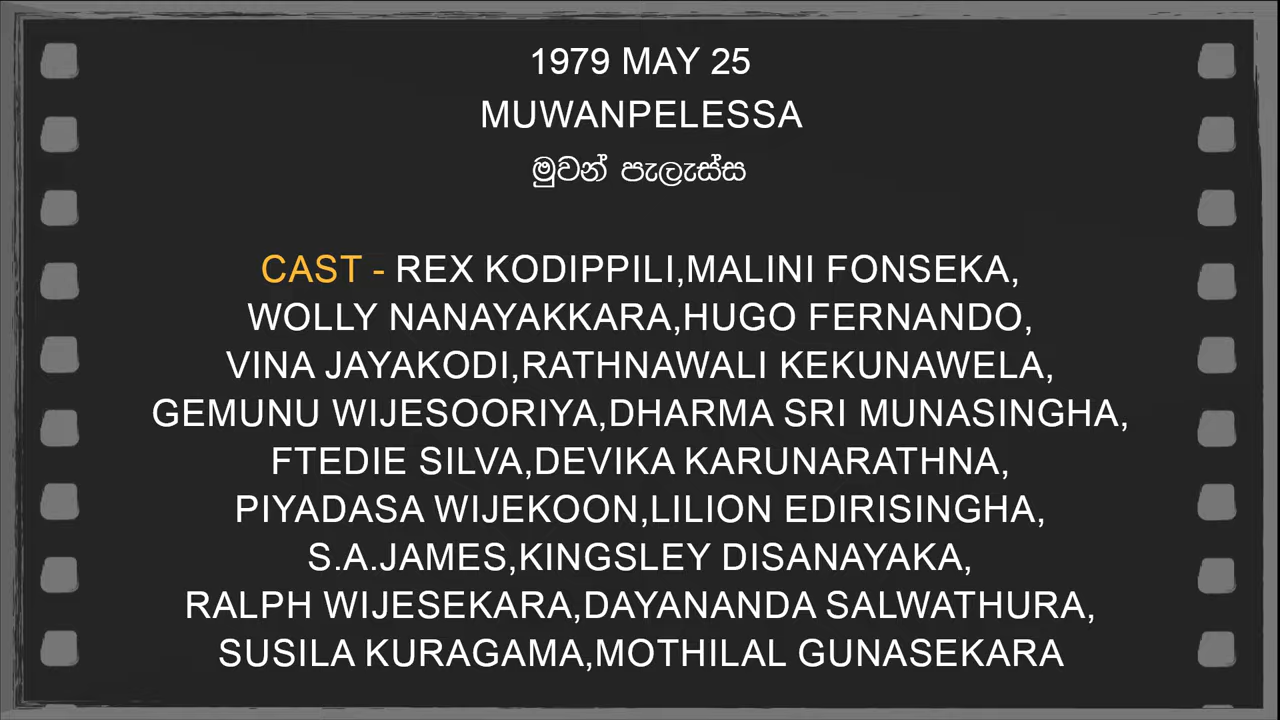 1979 MAY 25
MUWANPELESSA
මුවන් පැලැස්ස
CAST - REX KODIPPILI,MALINI FONSEKA,
WOLLY NANAYAKKARA,HUGO FERNANDO,
VINA JAYAKODI,RATHNAWALI KEKUNAWELA,
GEMUNU WIJESOORIYA,DHARMA SRI MUNASINGHA,
FTEDIE SILVA,DEVIKA KARUNARATHNA,
PIYADASA WIJEKOON,LILION EDIRISINGHA,
S.A.JAMES,KINGSLEY DISANAYAKA,
RALPH WIJESEKARA,DAYANANDA SALWATHURA,
SUSILA KURAGAMA,MOTHILAL GUNASEKARA